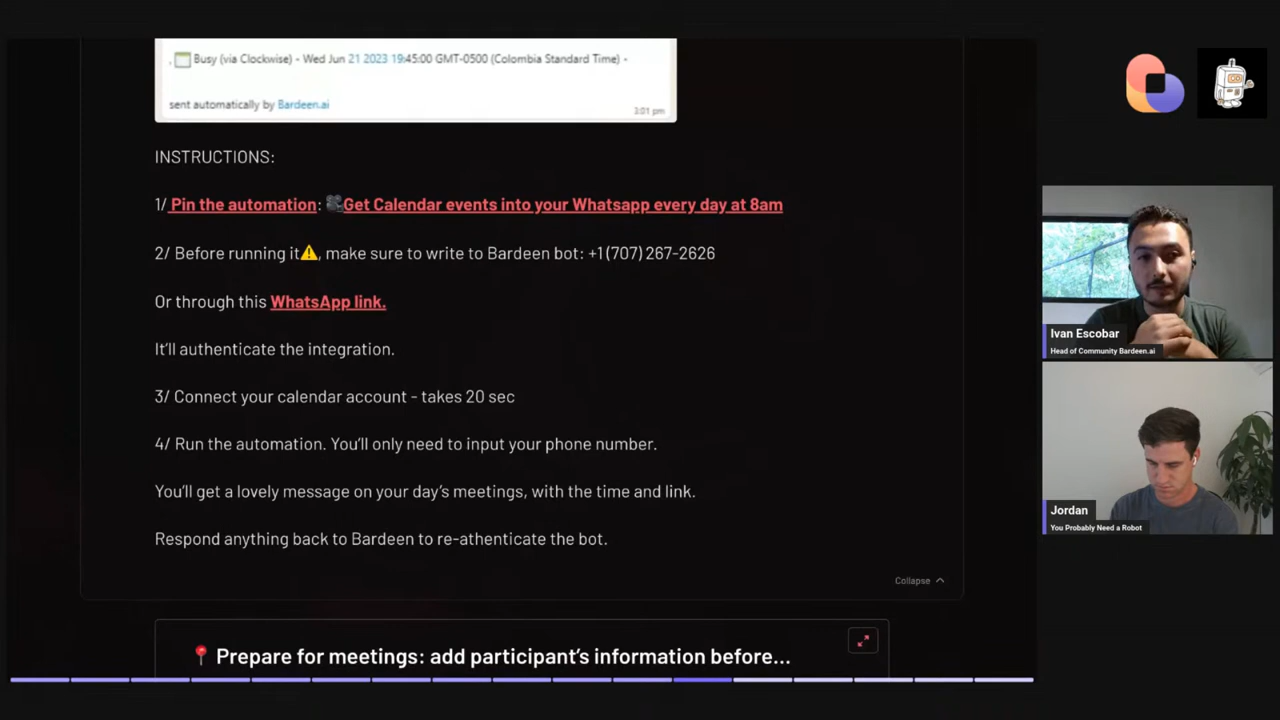 Busy (via Clockwise) - Wed Jun 21 2023 19:45:00 GMT-0500 (Colombia Standard Time) -
sent automatically by Bardeen.ai
3:01 pm
INSTRUCTIONS:
1/ Pin the automation: 🎥Get Calendar events into your Whatsapp every day at 8am
2/ Before running it⚠️, make sure to write to Bardeen bot: +1 (707) 267-2626
Or through this WhatsApp link.
It'll authenticate the integration.
3/ Connect your calendar account - takes 20 sec
4/ Run the automation. You'll only need to input your phone number.
You'll get a lovely message on your day's meetings, with the time and link.
Respond anything back to Bardeen to re-athenticate the bot.
Collapse
📍 Prepare for meetings: add participant's information before...
Ivan Escobar
Head of Community Bardeen.ai
Jordan
You Probably Need a Robot